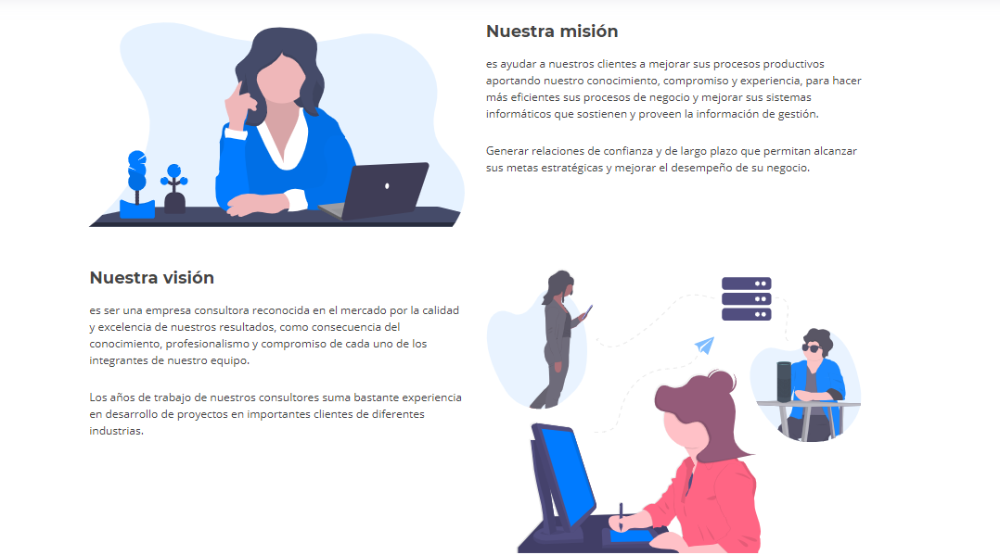 Nuestra misión
es ayudar a nuestros clientes a mejorar sus procesos productivos
aportando nuestro conocimiento, compromiso y experiencia, para hacer
más eficientes sus procesos de negocio y mejorar sus sistemas
informáticos que sostienen y proveen la información de gestión.
Generar relaciones de confianza y de largo plazo que permitan alcanzar
sus metas estratégicas y mejorar el desempeño de su negocio.
Nuestra visión
es ser una empresa consultora reconocida en el mercado por la calidad
y excelencia de nuestros resultados, como consecuencia del
conocimiento, profesionalismo y compromiso de cada uno de los
integrantes de nuestro equipo.
Los años de trabajo de nuestros consultores suma bastante experiencia
en desarrollo de proyectos en importantes clientes de diferentes
industrias.